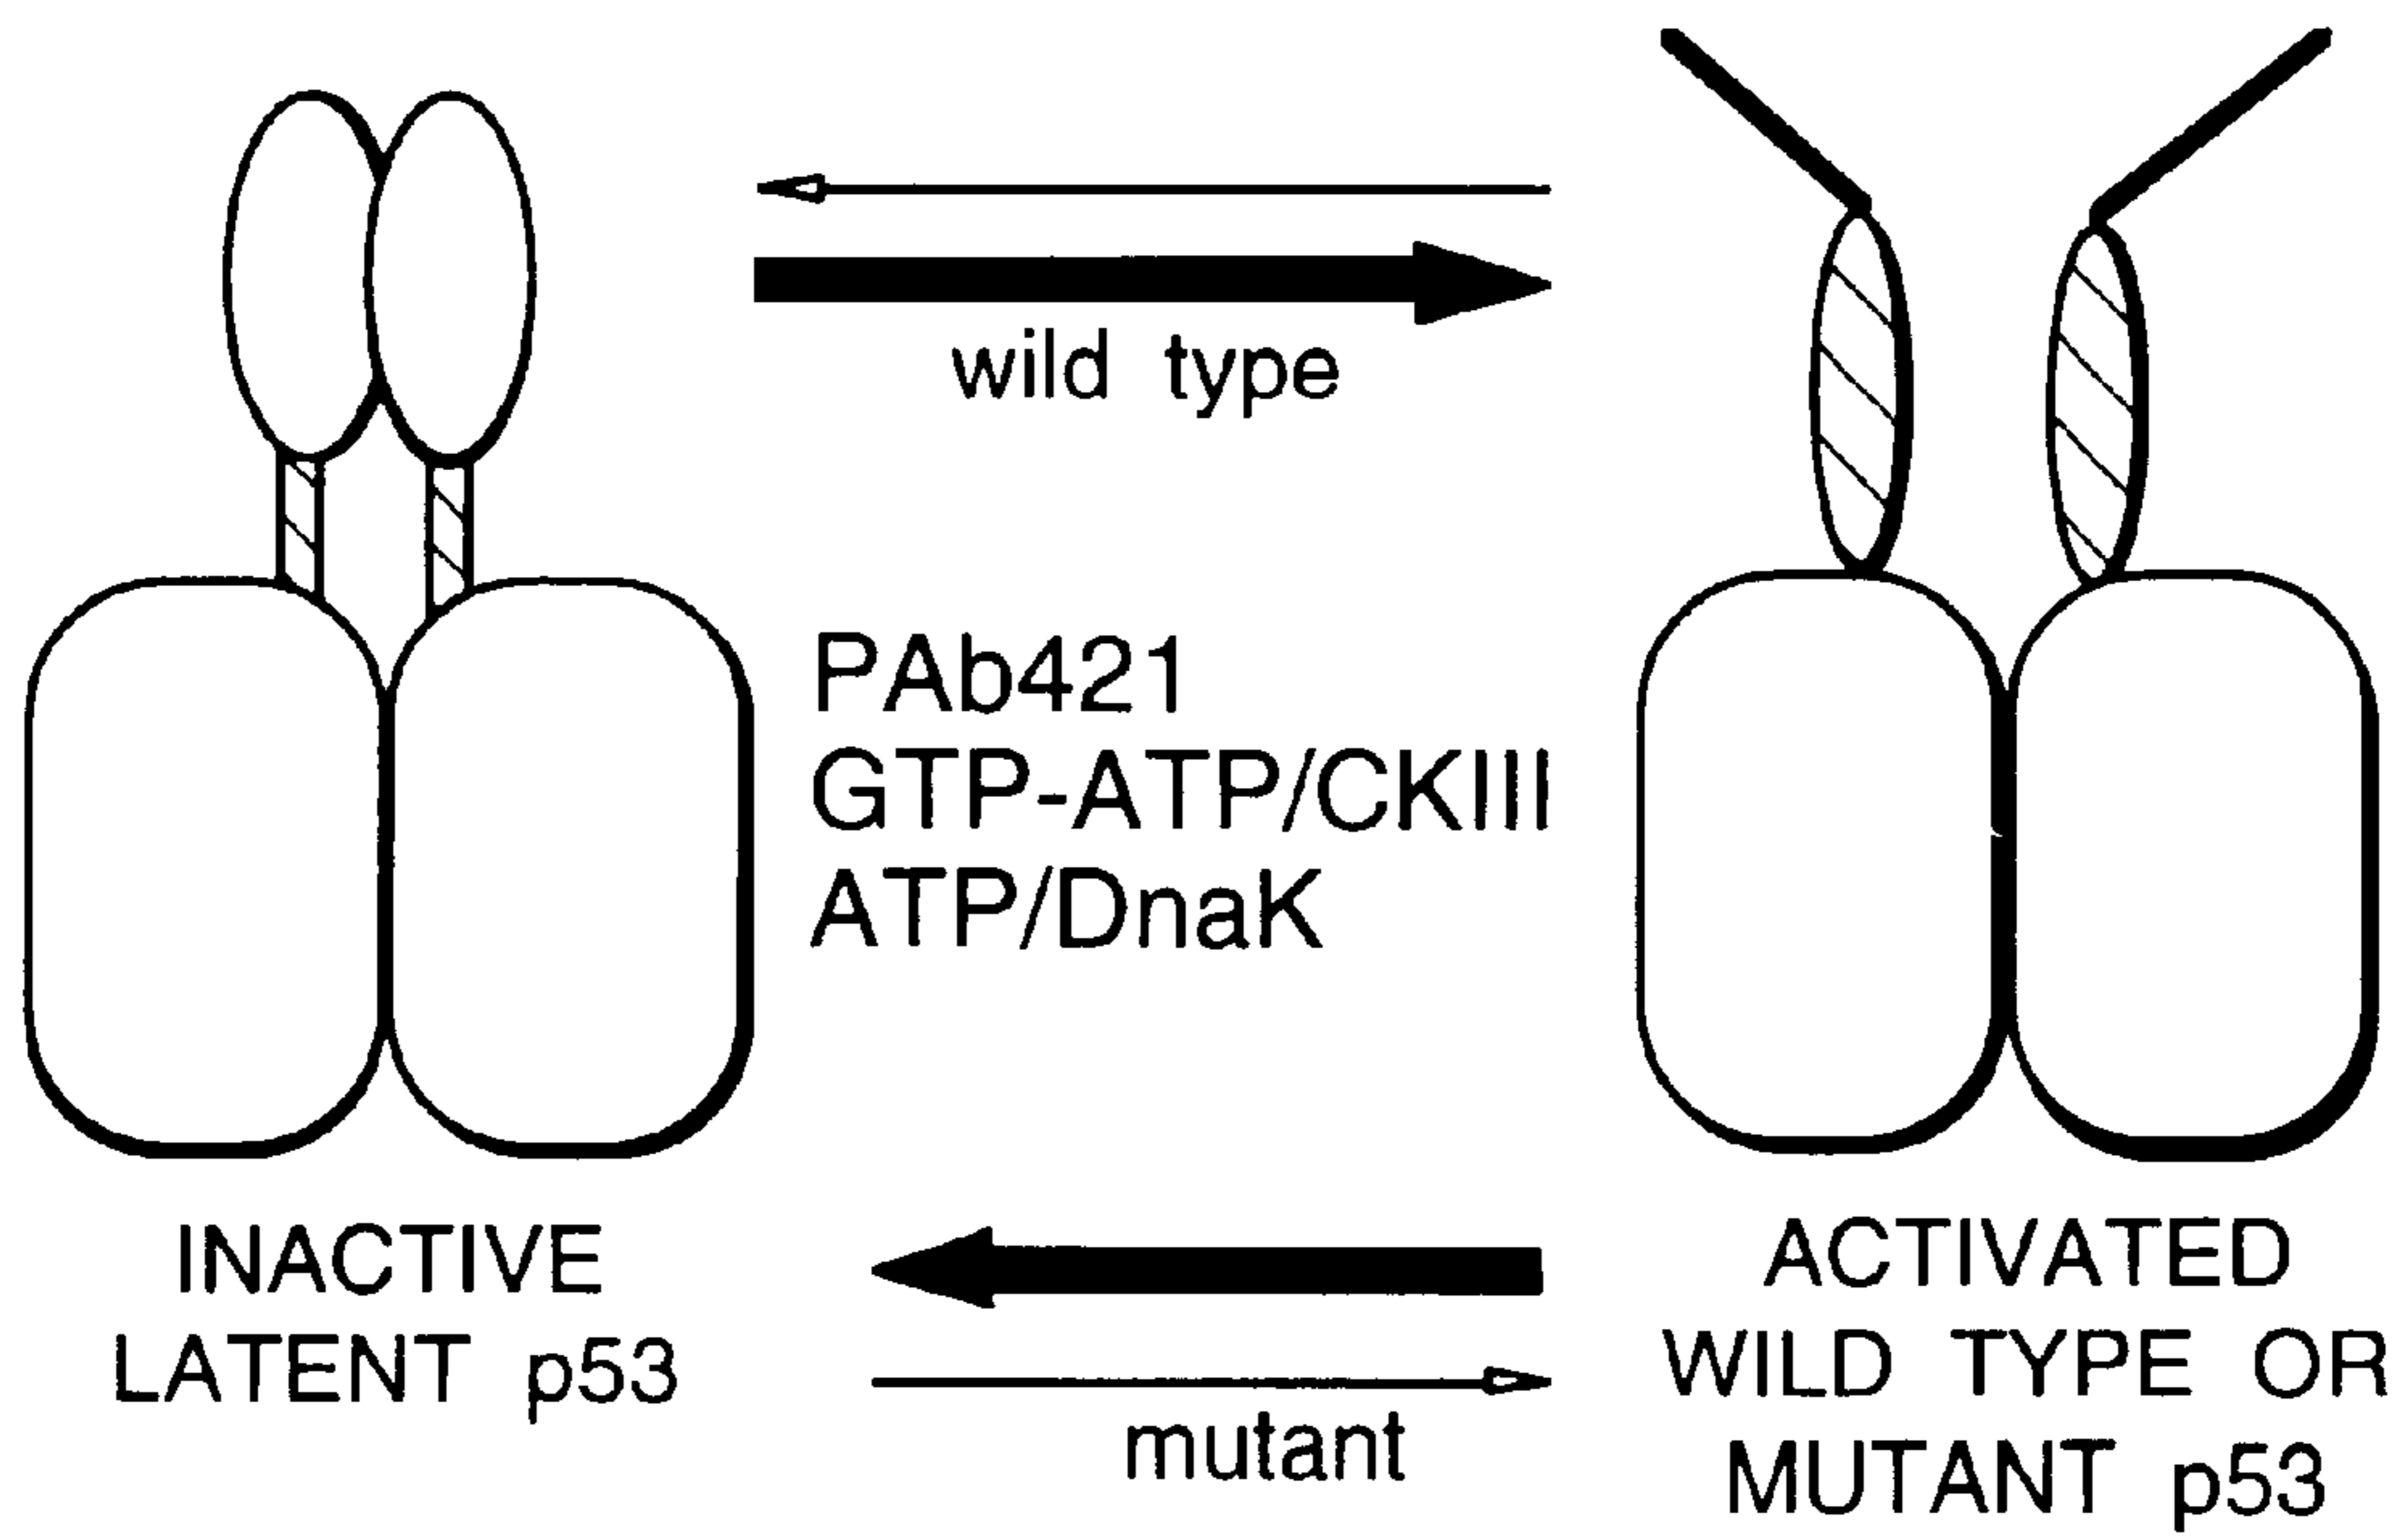 wild type
PAb421
GTP-ATP/CKIII
ATP/DnaK
INACTIVE
LATENT p53
mutant
ACTIVATED
WILD TYPE OR
MUTANT p53